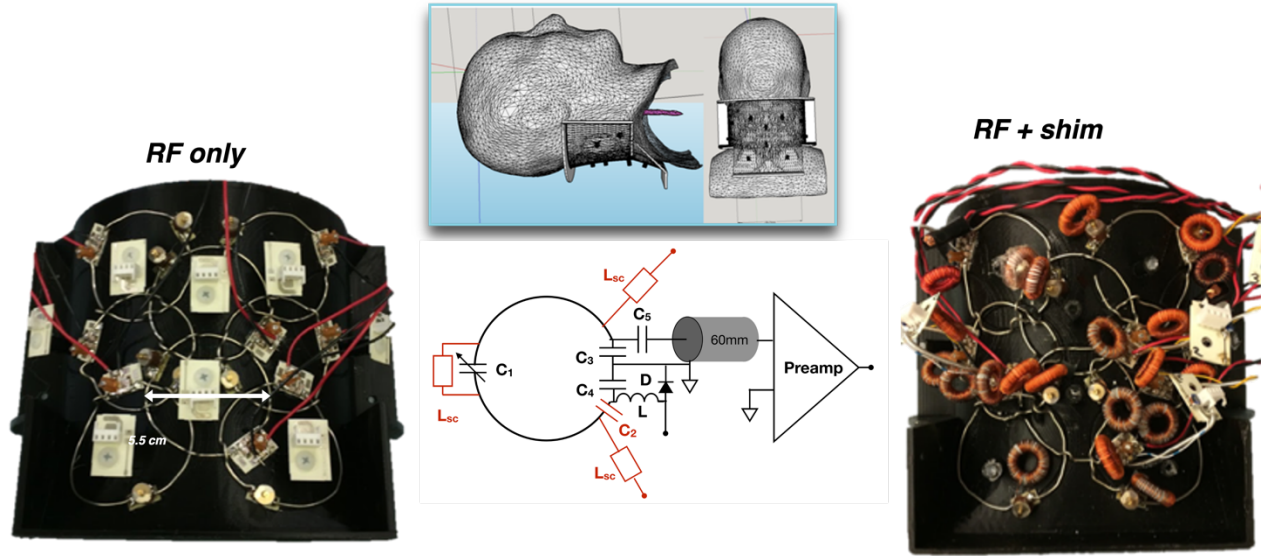 RF only
5.5 cm
Lsc
C1
Lsc
C5
C3
C4
D
L
C2
Lsc
60mm
Preamp
RF + shim